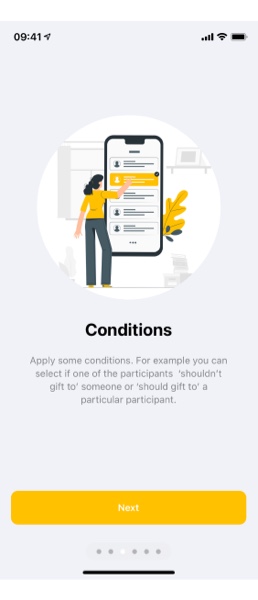 09:41
Conditions
Apply some conditions. For example you can
select if one of the participants 'shouldn't
gift to' someone or 'should gift to' a
particular participant.
Next